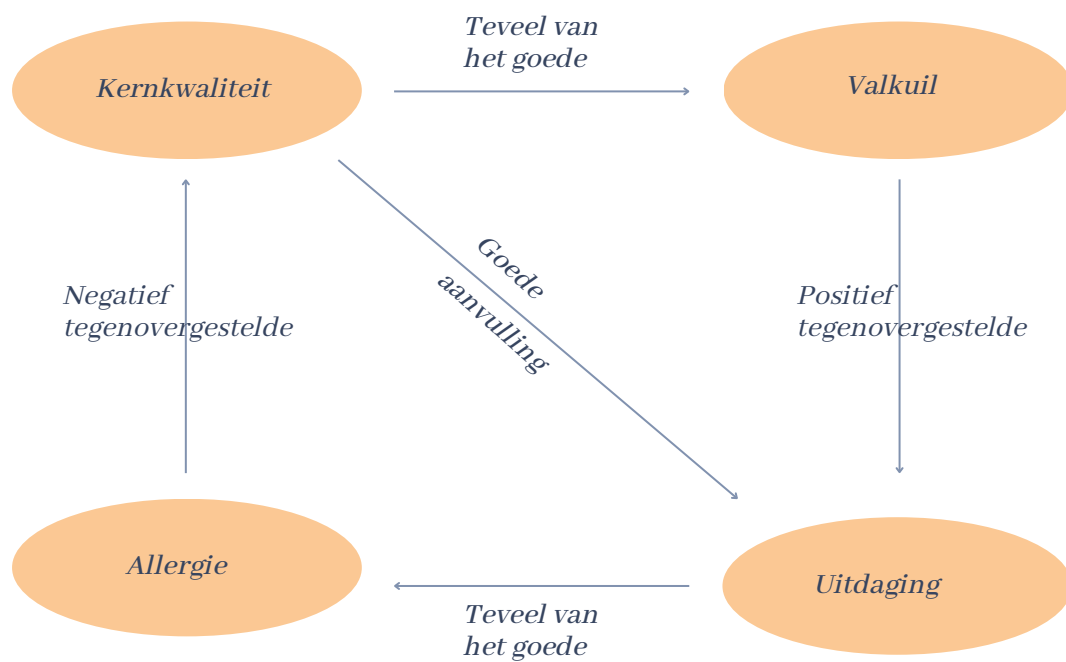 Teveel van
het goede
Kernkwaliteit
Valkuil
Goede
aanvulling
Negatief
tegenovergestelde
Positief
tegenovergestelde
Allergie
Uitdaging
Teveel van
het goede